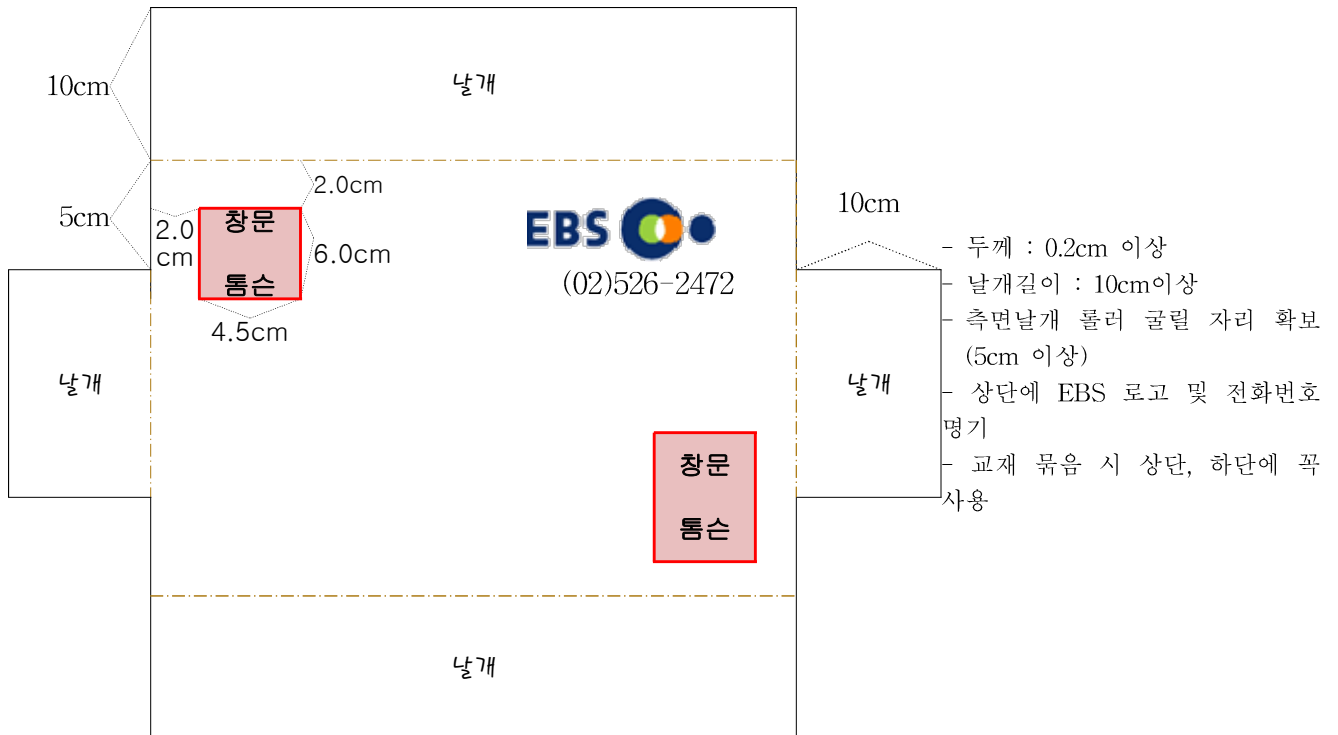 날개
10cm
2.0cm
5cm
2.0
cm
창문
톰슨
6.0cm
4.5cm
EBS
(02)526-2472
10cm
날개
날개
창문
톰슨
날개
- 두께 : 0.2cm 이상
- 날개길이 : 10cm이상
- 측면날개 롤러 굴릴 자리 확보
(5cm 이상)
- 상단에 EBS 로고 및 전화번호
명기
- 교재 묶음 시 상단, 하단에 꼭
사용